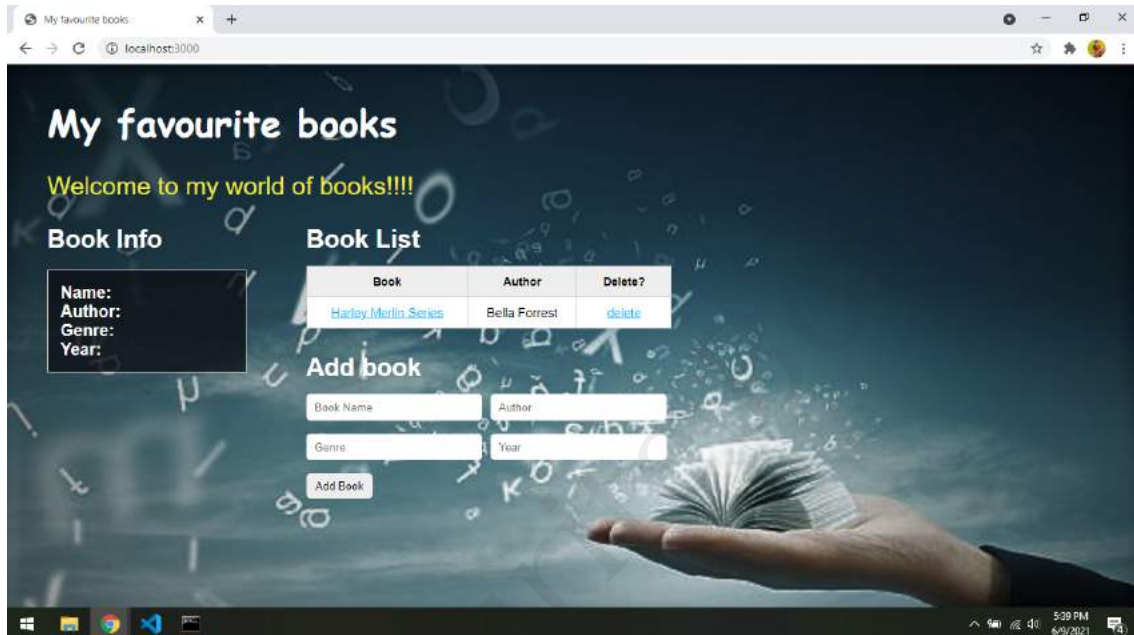 My favourite books
localhost:3000
My favourite books
Welcome to my world of books!!!!
Book Info
Name:
Author:
Genre:
Year:
Book List
Book Author Delete?
Harley Merlin Series Bella Forrest delete
Add book
Book Name Author
Genre Year
Add Book
5:39 PM
6/9/2021